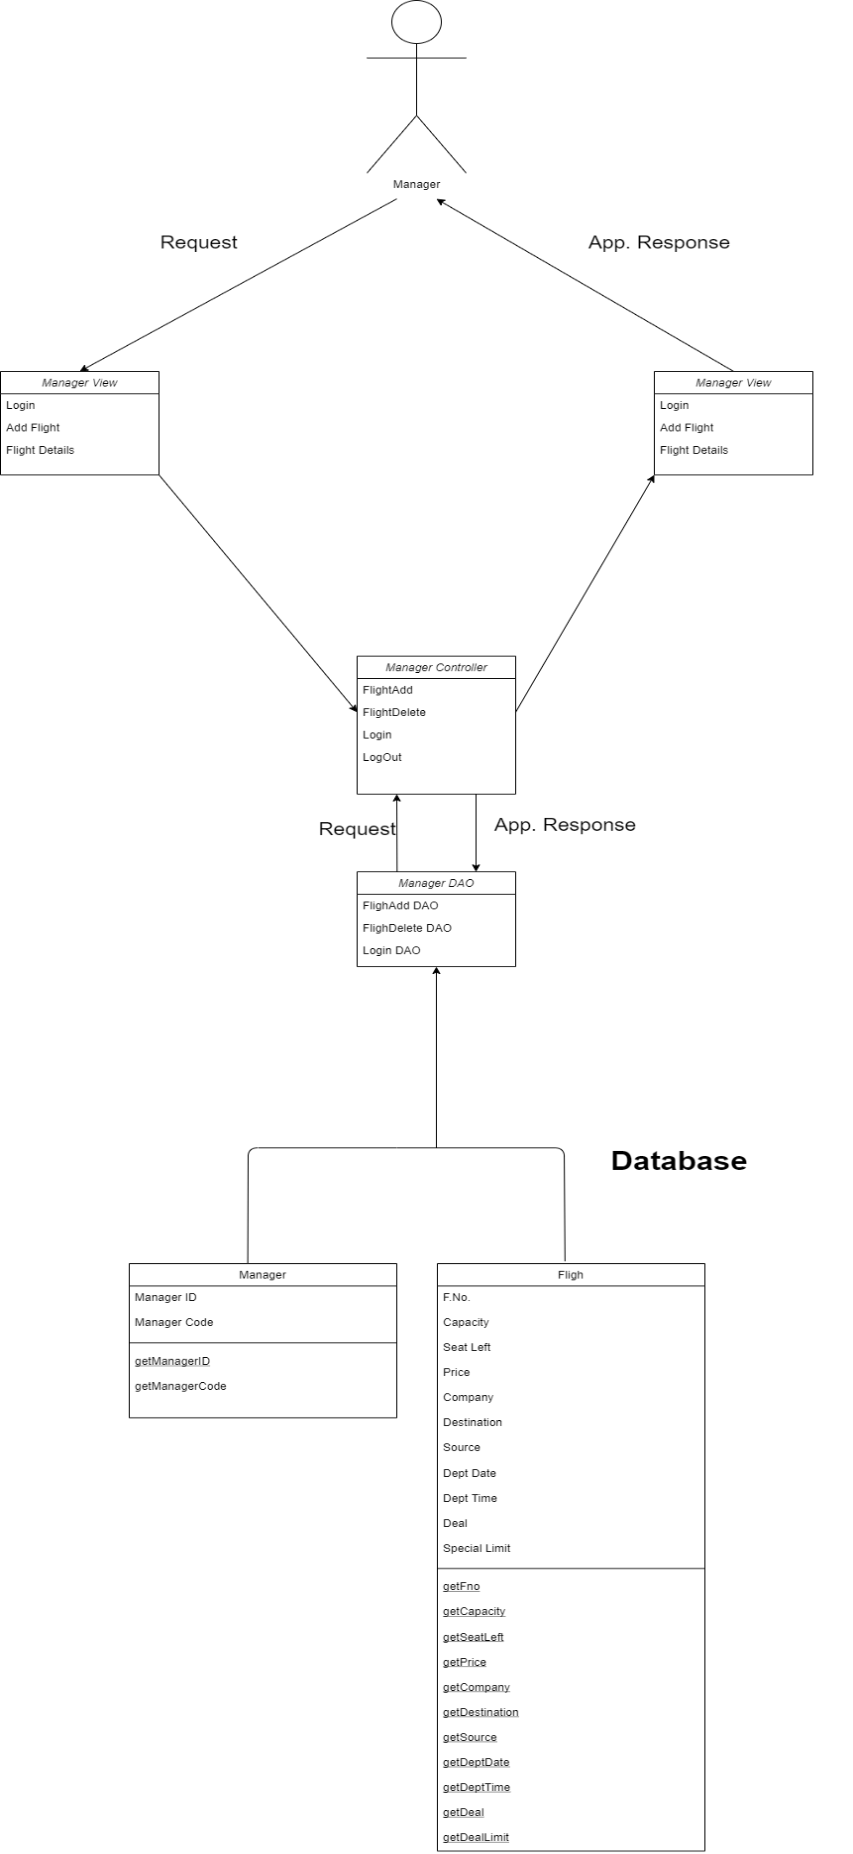 Manager
Request
App. Response
Manager View
Login
Add Flight
Flight Details
Manager View
Login
Add Flight
Flight Details
Manager Controller
FlightAdd
FlightDelete
Login
LogOut
Request
App. Response
Manager DAO
FlighAdd DAO
FlighDelete DAO
Login DAO
Database
Manager
Manager ID
Manager Code
getManagerID
getManagerCode
Fligh
F.No.
Capacity
Seat Left
Price
Company
Destination
Source
Dept Date
Dept Time
Deal
Special Limit
getFno
getCapacity
getSeatLeft
getPrice
getCompany
getDestination
getSource
getDeptDate
getDeptTime
getDeal
getDealLimit